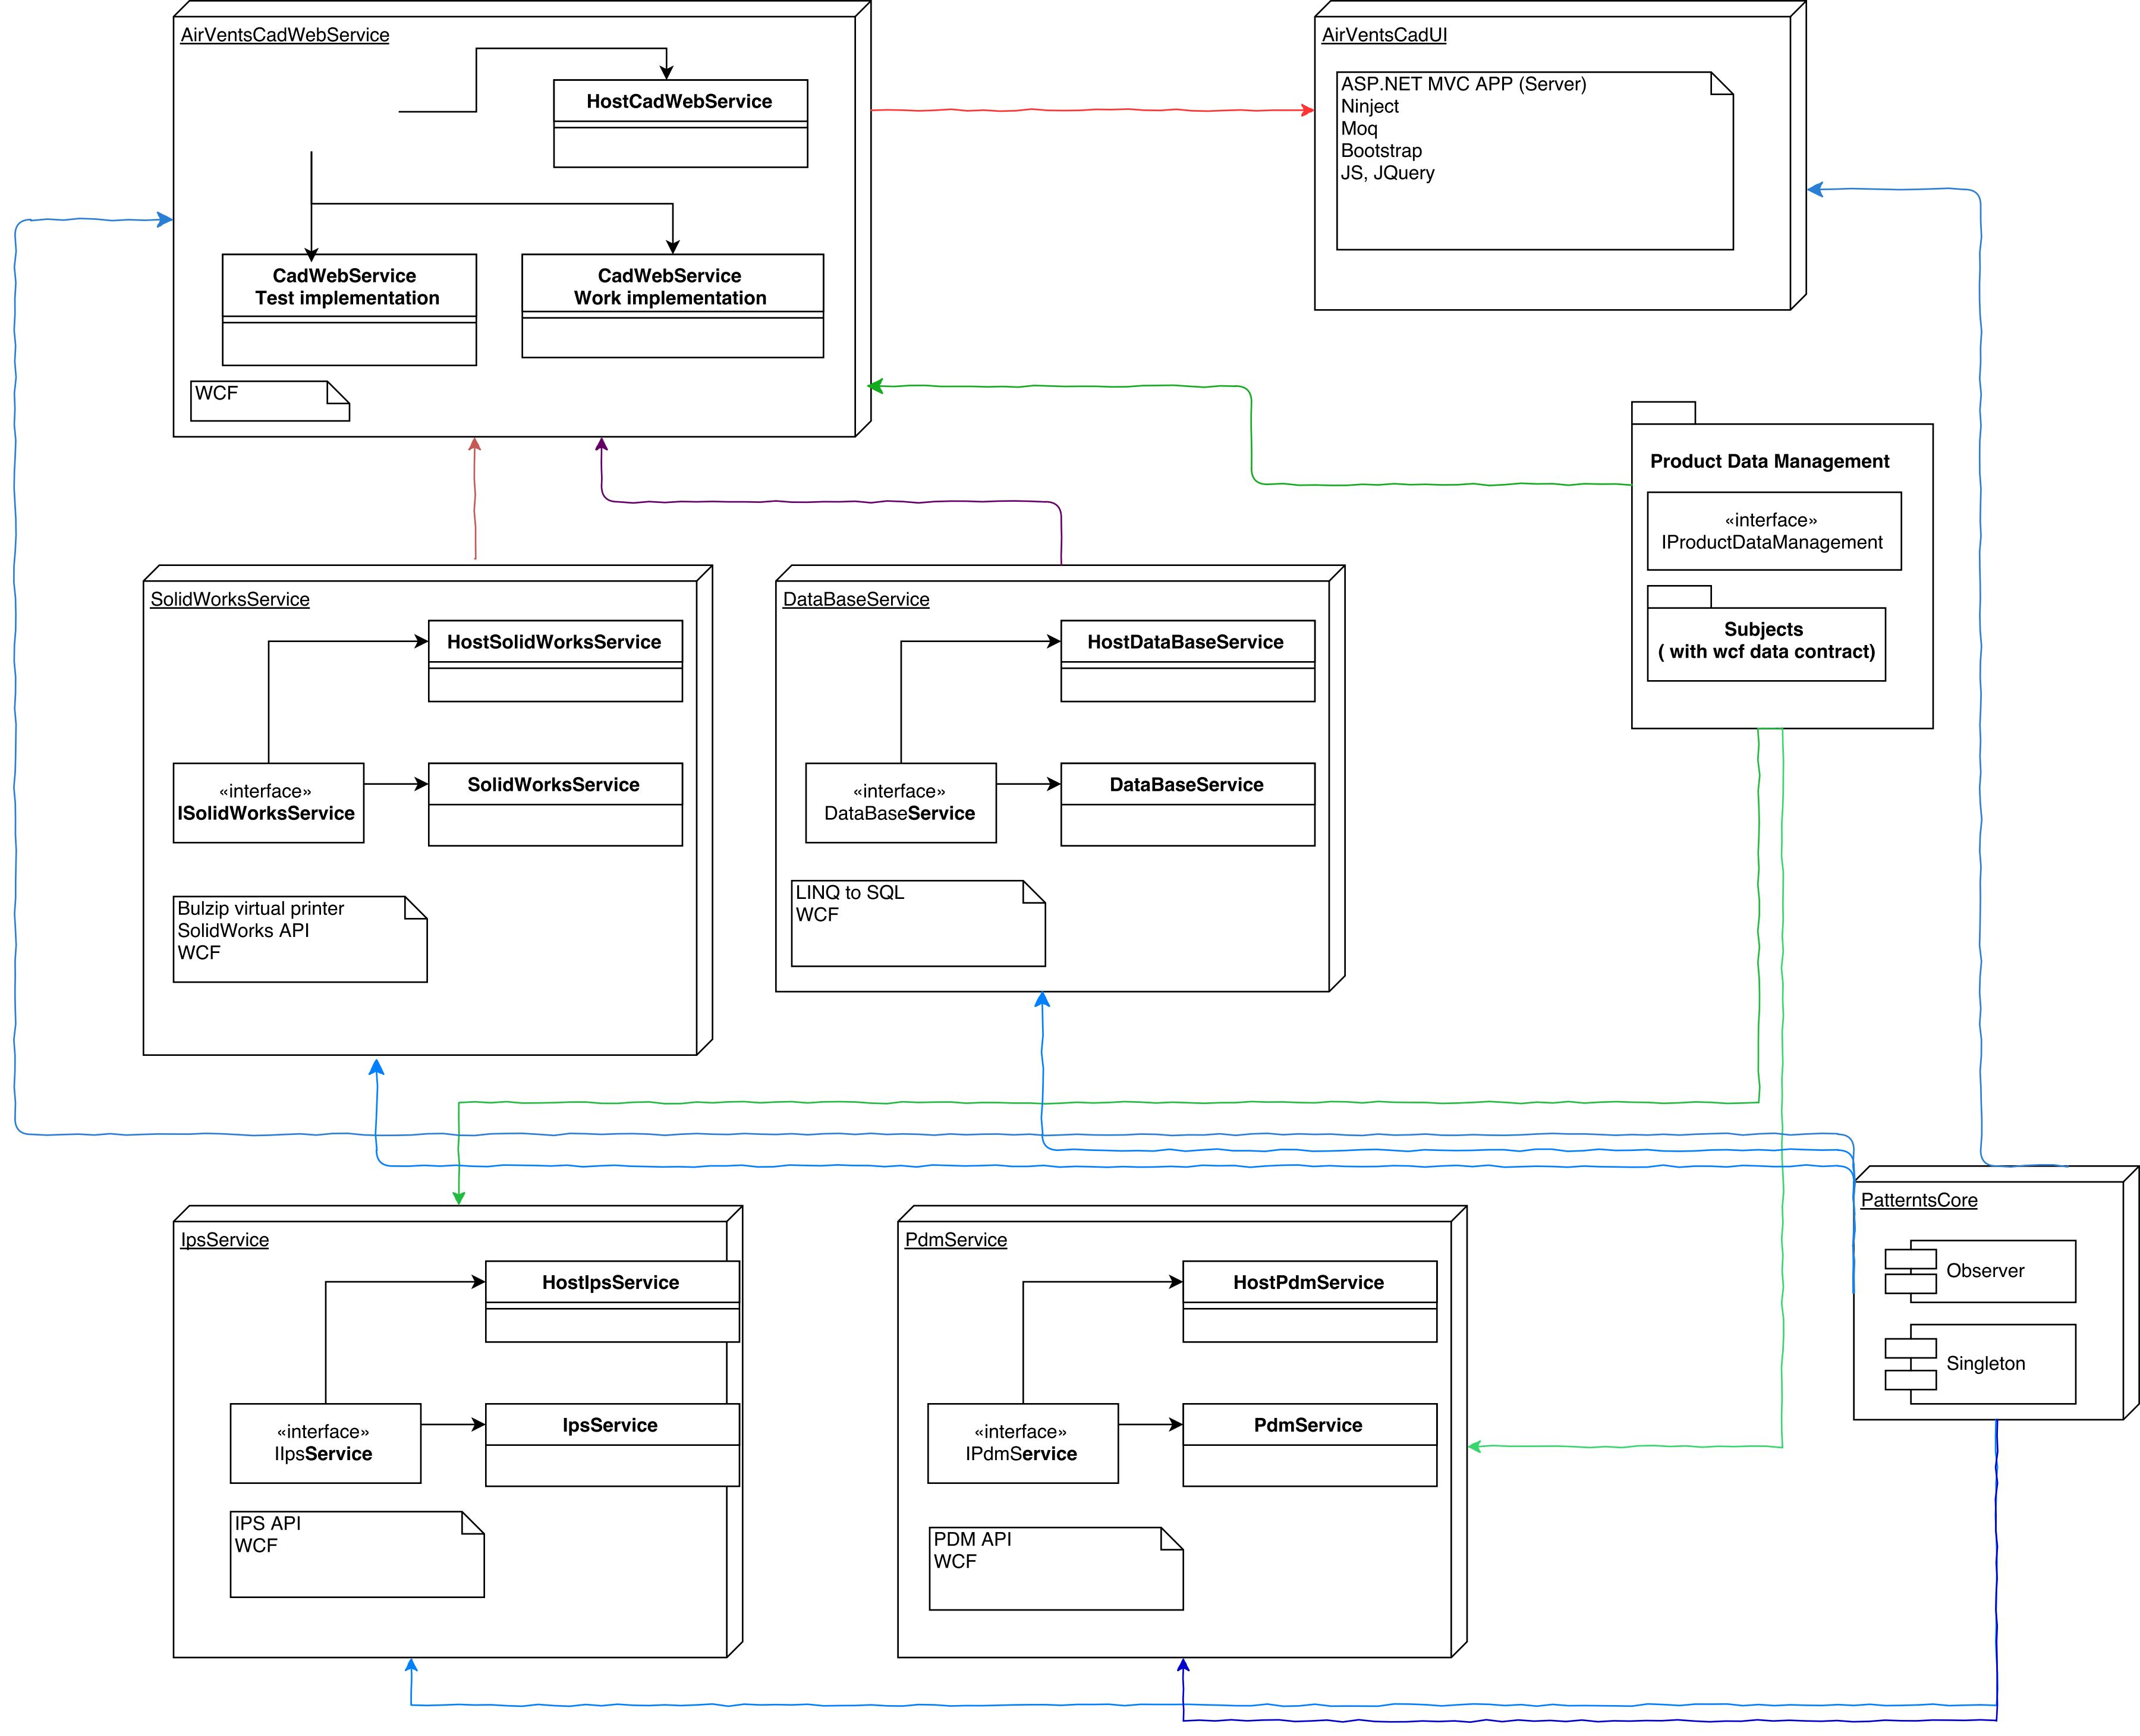 AirVentsCadWebService
HostCadWebService
CadWebService
Test implementation
CadWebService
Work implementation
WCF
AirVentsCadUI
ASP.NET MVC APP (Server)
Ninject
Moq
Bootstrap
JS, JQuery
Product Data Management
«interface»
IProductDataManagement
Subjects
( with wcf data contract)
SolidWorksService
HostSolidWorksService
«interface»
ISolidWorksService
SolidWorksService
Bulzip virtual printer
SolidWorks API
WCF
DataBaseService
HostDataBaseService
«interface»
DataBaseService
DataBaseService
LINQ to SQL
WCF
PatterntsCore
Observer
Singleton
IpsService
HostIpsService
«interface»
IIpsService
IpsService
IPS API
WCF
PdmService
HostPdmService
«interface»
IPdmService
PdmService
PDM API
WCF